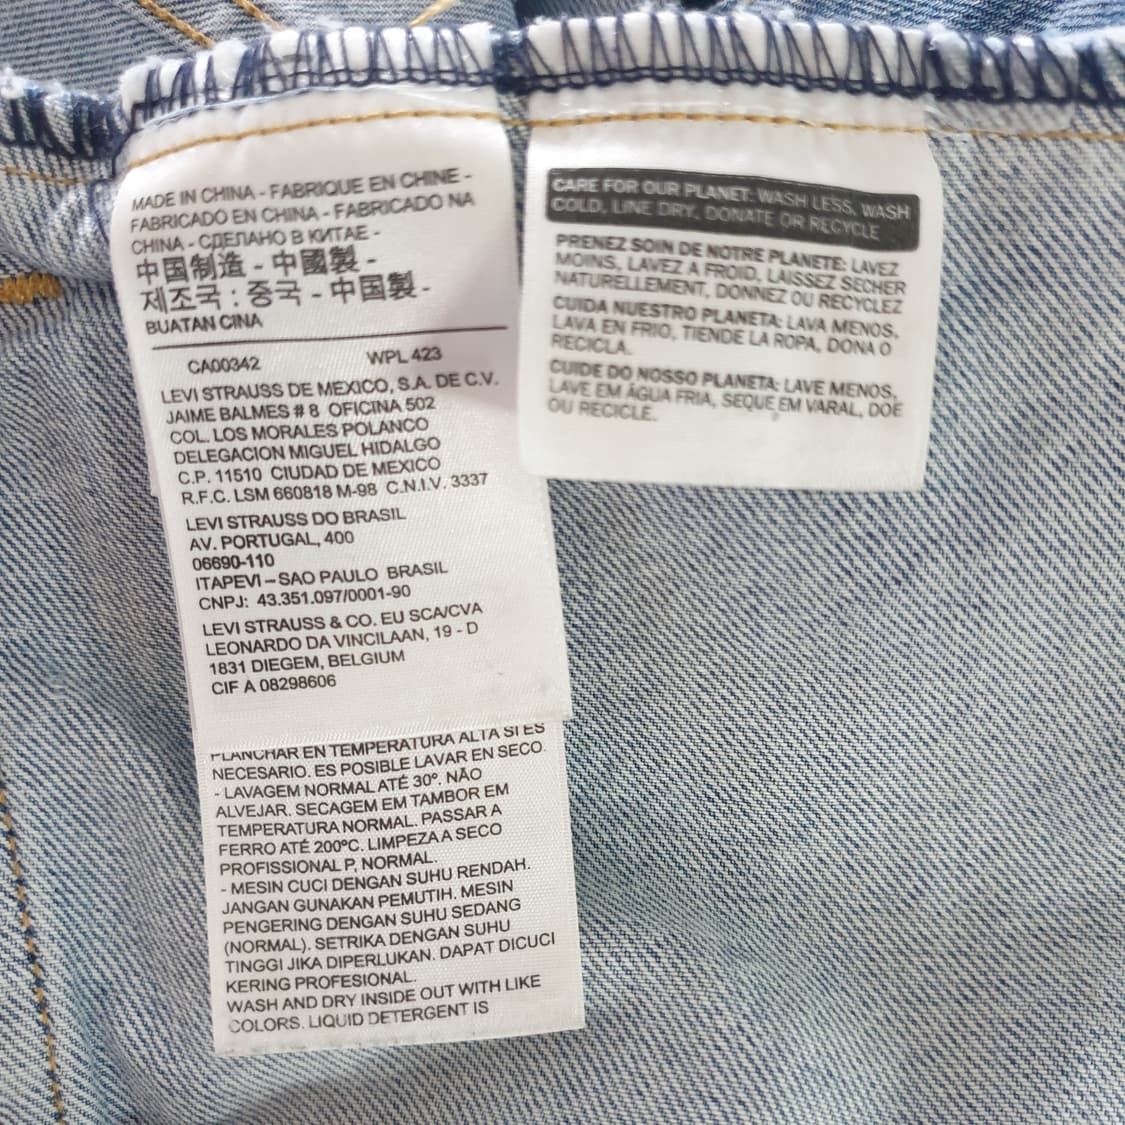 MADE IN CHINA - FABRIQUE EN CHINE -
FABRICADO EN CHINA - FABRICADO NA
CHINA - СДЕЛАНО В КИТАЕ -
中国制造 - 中國製 -
제조국 : 중국 - 中国製 -
BUATAN CINA
CA00342 WPL 423
LEVI STRAUSS DE MEXICO, S.A. DE C.V.
JAIME BALMES # 8 OFICINA 502
COL. LOS MORALES POLANCO
DELEGACION MIGUEL HIDALGO
C.P. 11510 CIUDAD DE MEXICO
R.F.C. LSM 660818 M-98 C.N.I.V. 3337
LEVI STRAUSS DO BRASIL
AV. PORTUGAL, 400
06690-110
ITAPEVI – SAO PAULO BRASIL
CNPJ: 43.351.097/0001-90
LEVI STRAUSS & CO. EU SCA/CVA
LEONARDO DA VINCILAAN, 19 - D
1831 DIEGEM, BELGIUM
CIF A 08298606
PLANCHAR EN TEMPERATURA ALTA SI ES
NECESARIO. ES POSIBLE LAVAR EN SECO.
- LAVAGEM NORMAL ATÉ 30º. NÃO
ALVEJAR. SECAGEM EM TAMBOR EM
TEMPERATURA NORMAL. PASSAR A
FERRO ATÉ 200ºC. LIMPEZA A SECO
PROFISSIONAL P, NORMAL.
- MESIN CUCI DENGAN SUHU RENDAH.
JANGAN GUNAKAN PEMUTIH. MESIN
PENGERING DENGAN SUHU SEDANG
(NORMAL). SETRIKA DENGAN SUHU
TINGGI JIKA DIPERLUKAN. DAPAT DICUCI
KERING PROFESIONAL.
WASH AND DRY INSIDE OUT WITH LIKE
COLORS. LIQUID DETERGENT IS
CARE FOR OUR PLANET: WASH LESS, WASH
COLD, LINE DRY, DONATE OR RECYCLE
PRENEZ SOIN DE NOTRE PLANETE: LAVEZ
MOINS, LAVEZ A FROID, LAISSEZ SECHER
NATURELLEMENT, DONNEZ OU RECYCLEZ
CUIDA NUESTRO PLANETA: LAVA MENOS,
LAVA EN FRIO, TIENDE LA ROPA, DONA O
RECICLA.
CUIDE DO NOSSO PLANETA: LAVE MENOS,
LAVE EM ÁGUA FRIA, SEQUE EM VARAL, DOE
OU RECICLE.